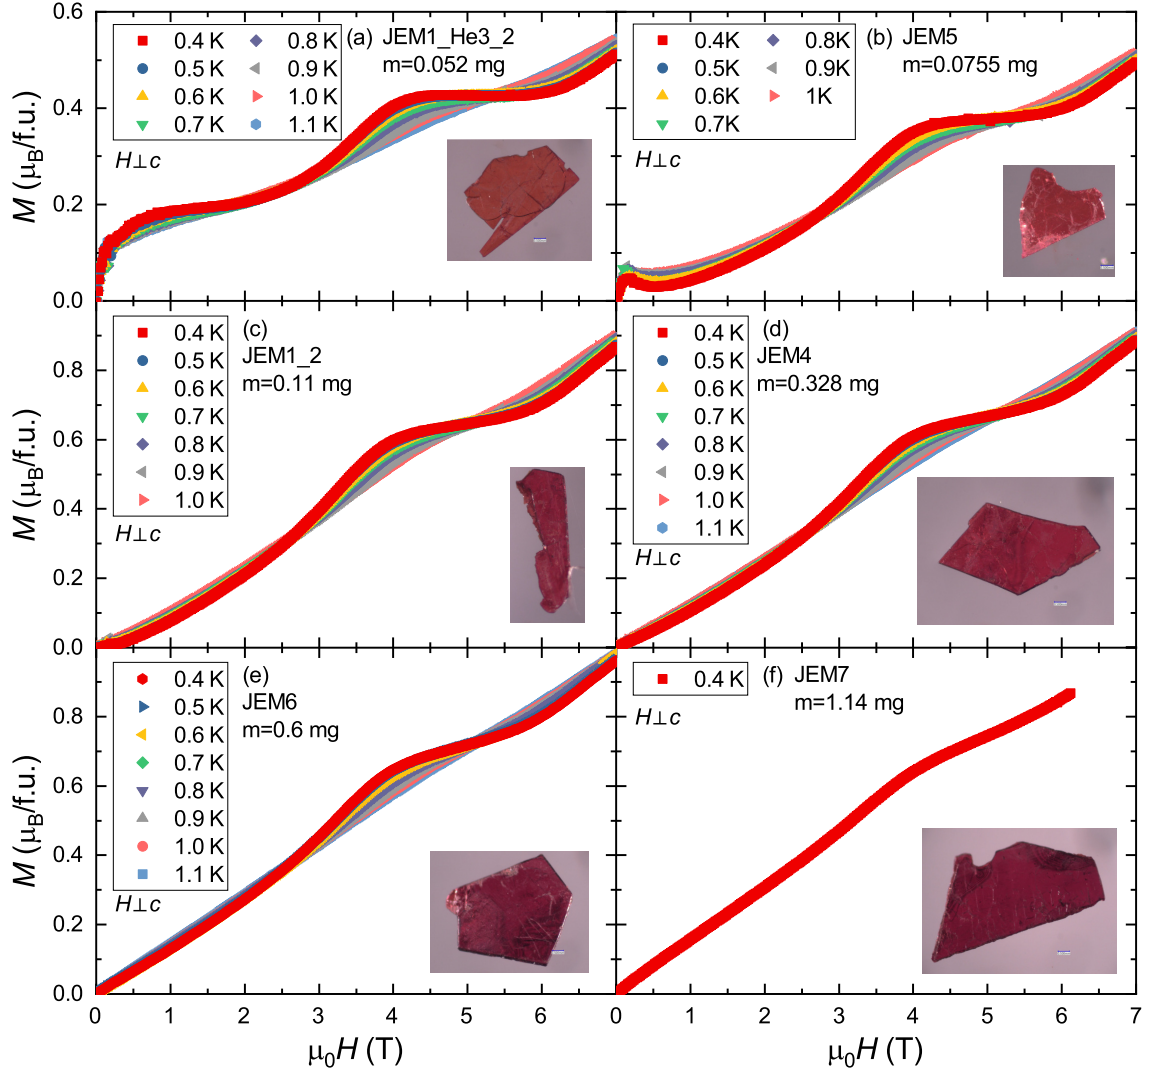 0.6
0.4
0.2
0.0
M (μB/f.u.)
0.4 K 0.8 K
0.5 K 0.9 K
0.6 K 1.0 K
0.7 K 1.1 K
(a) JEM1_He3_2
m=0.052 mg
H⊥c
0.4K 0.8K
0.5K 0.9K
0.6K 1K
0.7K
(b) JEM5
m=0.0755 mg
H⊥c
0.8
0.6
0.4
0.2
0.0
M (μB/f.u.)
0.4 K
0.5 K
0.6 K
0.7 K
0.8 K
0.9 K
1.0 K
(c)
JEM1_2
m=0.11 mg
H⊥c
0.4 K
0.5 K
0.6 K
0.7 K
0.8 K
0.9 K
1.0 K
1.1 K
(d)
JEM4
m=0.328 mg
H⊥c
0.8
0.6
0.4
0.2
0.0
M (μB/f.u.)
0.4 K
0.5 K
0.6 K
0.7 K
0.8 K
0.9 K
1.0 K
1.1 K
(e)
JEM6
m=0.6 mg
H⊥c
0.4 K
(f) JEM7
m=1.14 mg
H⊥c
0 1 2 3 4 5 6
0 1 2 3 4 5 6 7
μ0H (T)
μ0H (T)